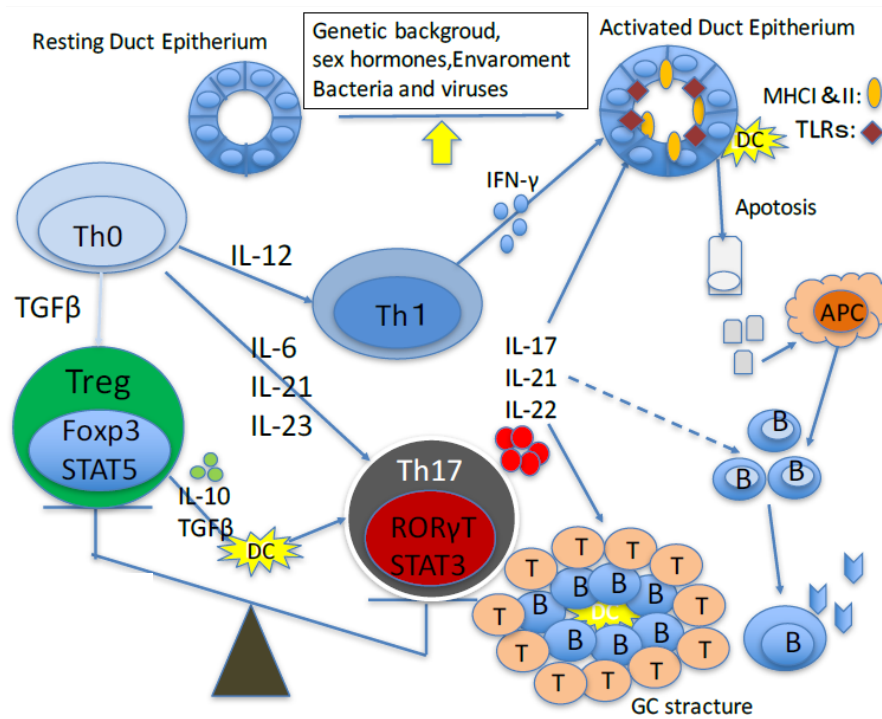 Resting Duct Epitherium
Genetic backgroud,
sex hormones,Envaroment
Bacteria and viruses
Activated Duct Epitherium
MHCI &II:
TLRs:
DC
IFN-γ
Apotosis
Th0
IL-12
Th1
TGFβ
APC
IL-6
IL-21
IL-23
IL-17
IL-21
IL-22
Treg
Foxp3
STAT5
B
B
B
Th17
RORγT
STAT3
IL-10
TGFβ
DC
T
T
T
T
T
T
T
T
T
T
T
T
B
B
B
B
B
B
B
B
DC
B
GC stracture